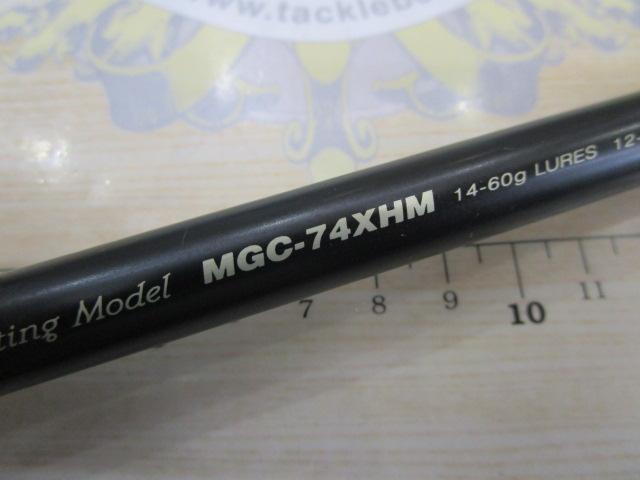 www.tacklebe
ting Model MGC-74XHM 14-60g LURES 12-
7 8 9 10 11